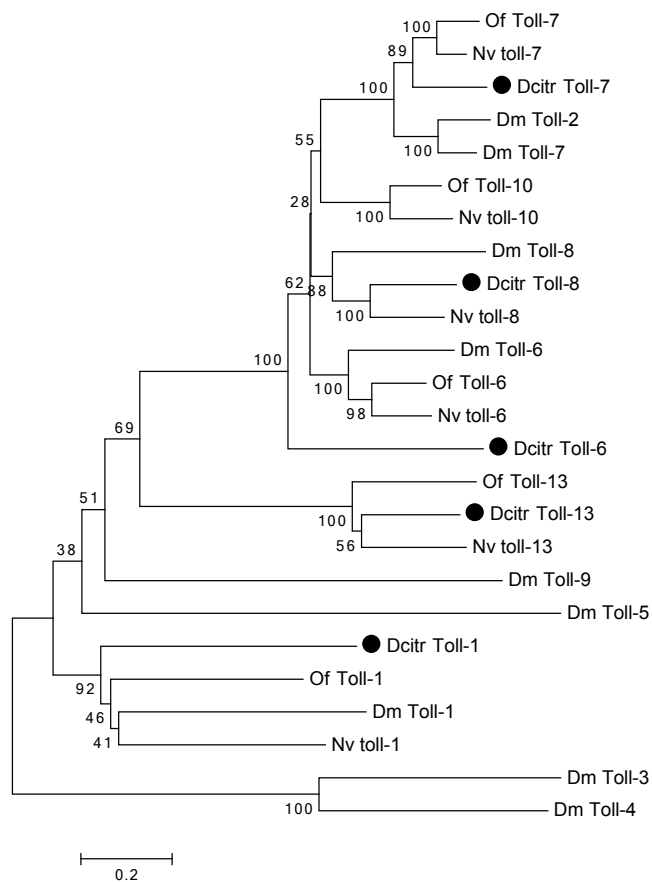 Of Toll-7
100
Nv toll-7
89
Dcitr Toll-7
100
Dm Toll-2
55
100
Dm Toll-7
Of Toll-10
28
100
Nv toll-10
Dm Toll-8
62
88
Dcitr Toll-8
100
Nv toll-8
Dm Toll-6
100
100
Of Toll-6
98
Nv toll-6
69
Dcitr Toll-6
Of Toll-13
51
100
Dcitr Toll-13
56
Nv toll-13
38
Dm Toll-9
Dm Toll-5
Dcitr Toll-1
92
Of Toll-1
46
Dm Toll-1
41
Nv toll-1
Dm Toll-3
100
Dm Toll-4
0.2